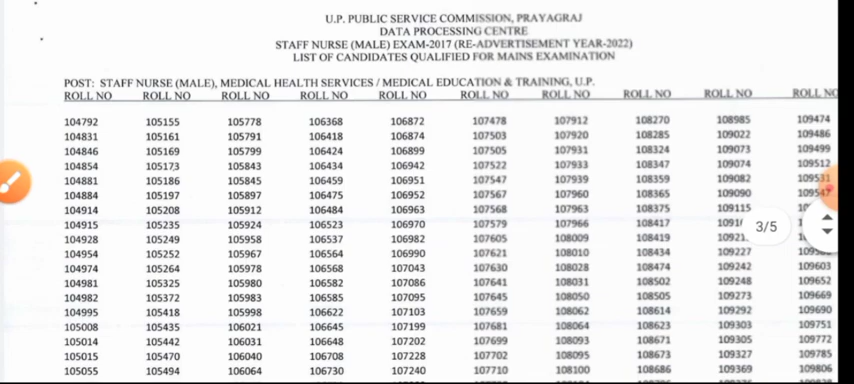 U.P. PUBLIC SERVICE COMMISSION, PRAYAGRAJ
DATA PROCESSING CENTRE
STAFF NURSE (MALE) EXAM-2017 (RE-ADVERTISEMENT YEAR-2022)
LIST OF CANDIDATES QUALIFIED FOR MAINS EXAMINATION
POST: STAFF NURSE (MALE), MEDICAL HEALTH SERVICES / MEDICAL EDUCATION & TRAINING, U.P.
ROLL NO ROLL NO ROLL NO ROLL NO ROLL NO ROLL NO ROLL NO ROLL NO ROLL NO ROLL NO
104792 105155 105778 106368 106872 107478 107912 108270 108985 109474
104831 105161 105791 106418 106874 107503 107920 108285 109022 109486
104846 105169 105799 106424 106899 107505 107931 108324 109073 109499
104854 105173 105843 106434 106942 107522 107933 108347 109074 109512
104881 105186 105845 106459 106951 107547 107939 108359 109082 109531
104884 105197 105897 106475 106952 107567 107960 108365 109090
104914 105208 105912 106484 106963 107568 107963 108375 109115
104915 105235 105924 106523 106970 107579 107966 108417
104928 105249 105958 106537 106982 107605 108009 108419
104954 105252 105967 106564 106990 107621 108010 108434 109227
104974 105264 105978 106568 107043 107630 108028 108474 109242 109603
104981 105325 105980 106582 107086 107641 108031 108502 109248 109652
104982 105372 105983 106585 107095 107645 108050 108505 109273 109669
104995 105418 105998 106622 107103 107659 108062 108614 109292 109690
105008 105435 106021 106645 107199 107681 108064 108623 109303 109751
105014 105442 106031 106648 107202 107699 108093 108671 109305 109772
105015 105470 106040 106708 107228 107702 108095 108673 109327 109785
105055 105494 106064 106730 107240 107710 108100 108686 109369 109806
3/5